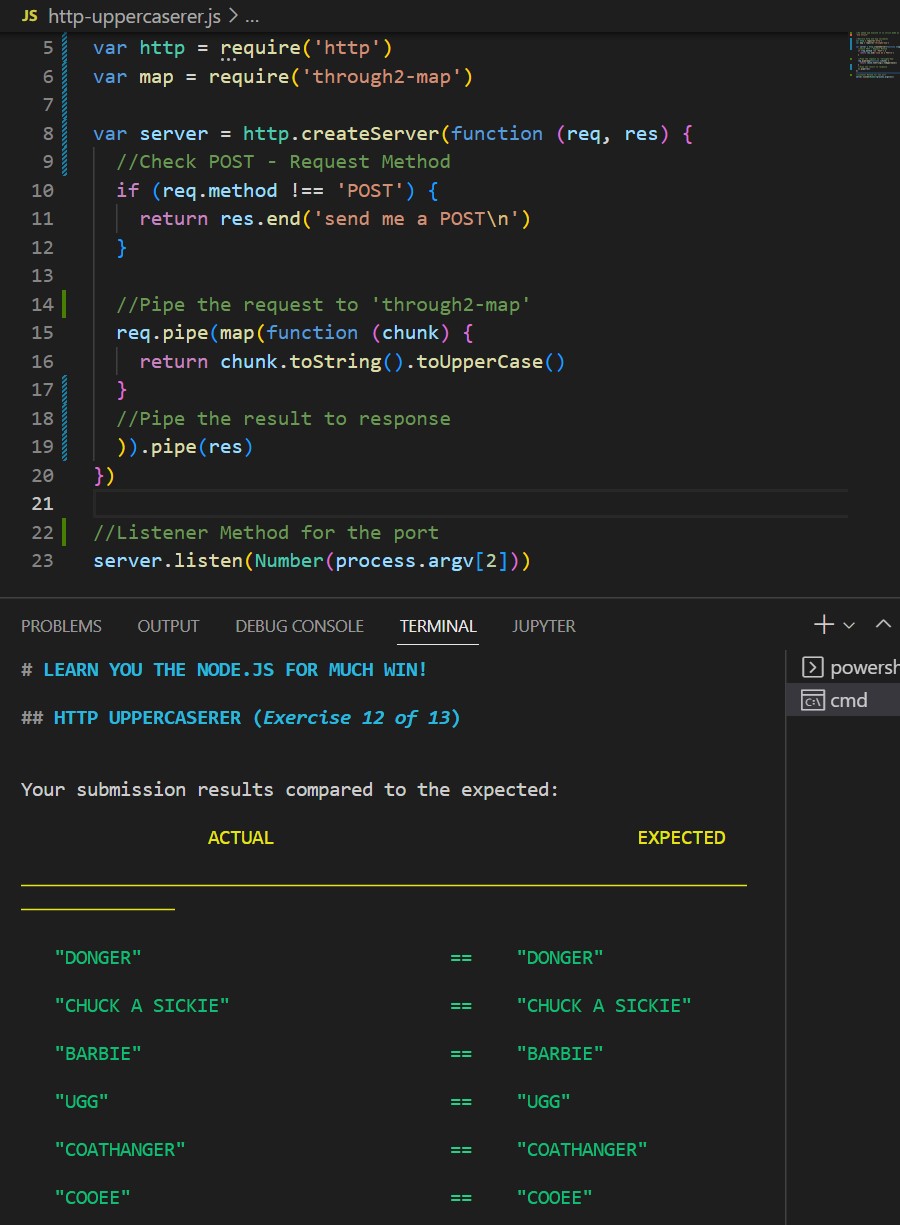 JS http-uppercaserer.js > ...
5 var http = require('http')
6 var map = require('through2-map')
7
8 var server = http.createServer(function (req, res) {
9   //Check POST - Request Method
10   if (req.method !== 'POST') {
11     return res.end('send me a POST\n')
12   }
13
14   //Pipe the request to 'through2-map'
15   req.pipe(map(function (chunk) {
16     return chunk.toString().toUpperCase()
17   }
18   //Pipe the result to response
19   )).pipe(res)
20 })
21
22 //Listener Method for the port
23 server.listen(Number(process.argv[2]))
PROBLEMS OUTPUT DEBUG CONSOLE TERMINAL JUPYTER
# LEARN YOU THE NODE.JS FOR MUCH WIN!
powersh
## HTTP UPPERCASERER (Exercise 12 of 13)
cmd
Your submission results compared to the expected:
ACTUAL EXPECTED
"DONGER" == "DONGER"
"CHUCK A SICKIE" == "CHUCK A SICKIE"
"BARBIE" == "BARBIE"
"UGG" == "UGG"
"COATHANGER" == "COATHANGER"
"COOEE" == "COOEE"